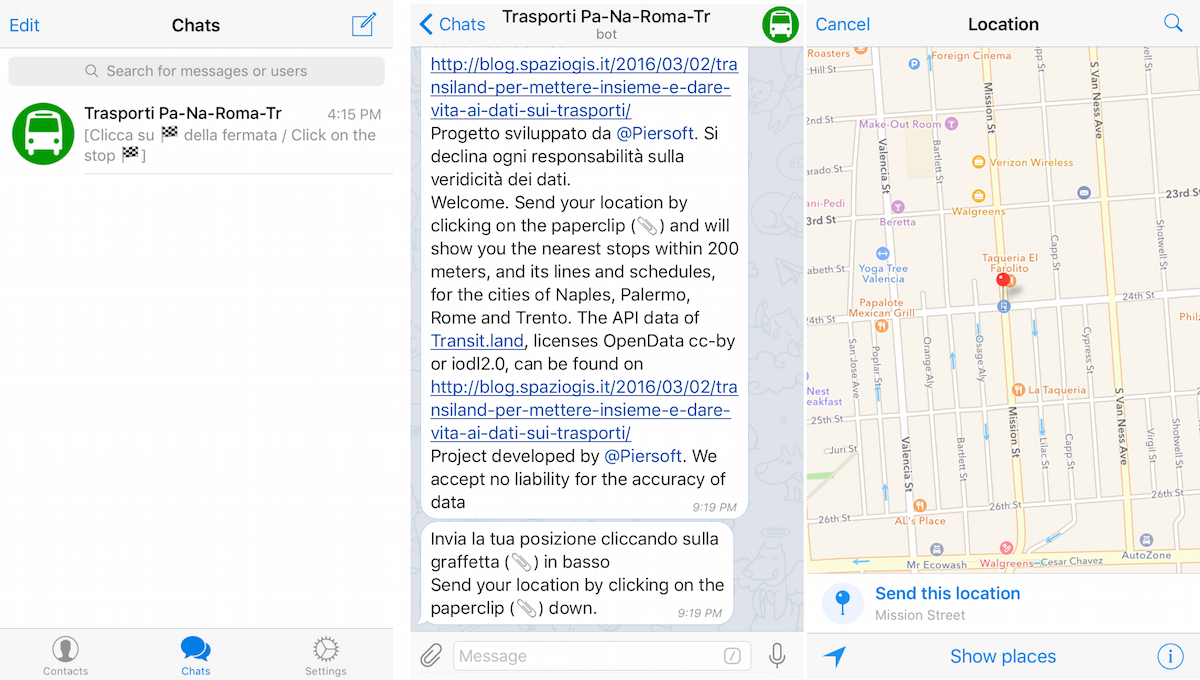 Edit
Chats
Search for messages or users
Trasporti Pa-Na-Roma-Tr
4:15 PM
[Clicca su 🏁 della fermata / Click on the
stop 🏁]
Contacts
Chats
Settings
Chats
Trasporti Pa-Na-Roma-Tr
bot
http://blog.spaziogis.it/2016/03/02/tra
nsiland-per-mettere-insieme-e-dare-
vita-ai-dati-sui-trasporti/
Progetto sviluppato da @Piersoft. Si
declina ogni responsabilità sulla
veridicità dei dati.
Welcome. Send your location by
clicking on the paperclip (📎) and will
show you the nearest stops within 200
meters, and its lines and schedules,
for the cities of Naples, Palermo,
Rome and Trento. The API data of
Transit.land, licenses OpenData cc-by
or iodl2.0, can be found on
http://blog.spaziogis.it/2016/03/02/tra
nsiland-per-mettere-insieme-e-dare-
vita-ai-dati-sui-trasporti/
Project developed by @Piersoft. We
accept no liability for the accuracy of
data
9:19 PM
Invia la tua posizione cliccando sulla
graffetta (📎) in basso
Send your location by clicking on the
paperclip (📎) down.
9:19 PM
Message
Cancel
Location
Roasters
Foreign Cinema
Hill St
Mission St
S Van Ness Ave
2nd St
Make-Out Room
Valencia St
Bartlett St
Verizon Wireless
arado St
Walgreens
23rd S
ani-Pedi
3rd St
Beretta
Capp St
Shotwell St
Taqueria El
Farolito
abeth St
Yoga Tree
Valencia
24th St
Papalote
Mexican Grill
4th St
Philz
San Jose Ave
Poplar St
Orange Aly
Osage Aly
Cypress St
Nest
eakfast
La Taqueria
25th St
Mission St
S Van Ness Ave
Juri St
Valencia St
Bartlett St
Lilac St
Capp St
Virgil St
Shotwell St
26th St
26th St
26th St
AL's Place
AutoZone
Mr Ecowash
Walgreens
Cesar Chavez
Send this location
Mission Street
Show places